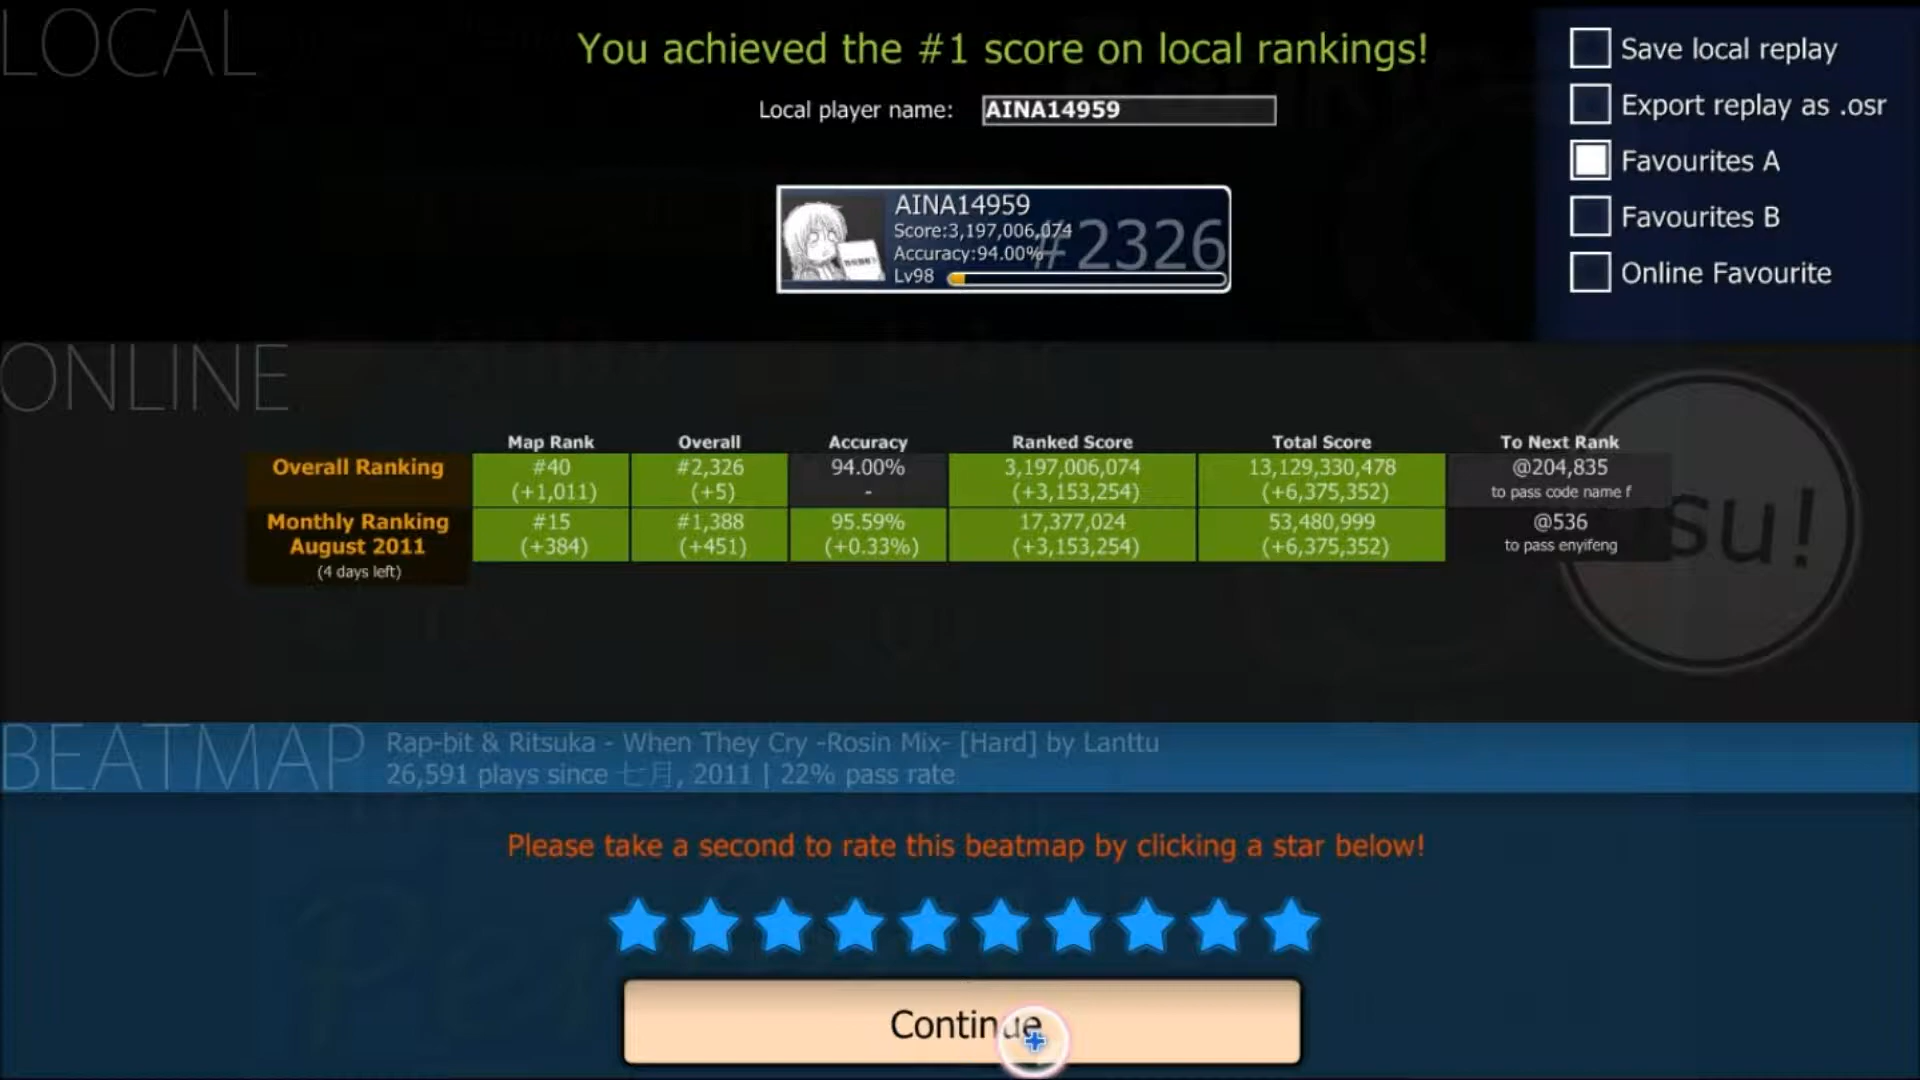 LOCAL
You achieved the #1 score on local rankings!
Local player name: AINA14959
Save local replay
Export replay as .osr
Favourites A
Favourites B
Online Favourite
AINA14959
Score:3,197,006,074
Accuracy:94.00%
Lv98
#2326
ONLINE
Map Rank Overall Accuracy Ranked Score Total Score To Next Rank
Overall Ranking #40 #2,326 94.00% 3,197,006,074 13,129,330,478 @204,835
(+1,011) (+5) - (+3,153,254) (+6,375,352) to pass code name f
Monthly Ranking #15 #1,388 95.59% 17,377,024 53,480,999 @536
August 2011 (+384) (+451) (+0.33%) (+3,153,254) (+6,375,352) to pass enyifeng
(4 days left)
su!
BEATMAP
Rap-bit & Ritsuka - When They Cry -Rosin Mix- [Hard] by Lanttu
26,591 plays since 七月, 2011 | 22% pass rate
Please take a second to rate this beatmap by clicking a star below!
Continue